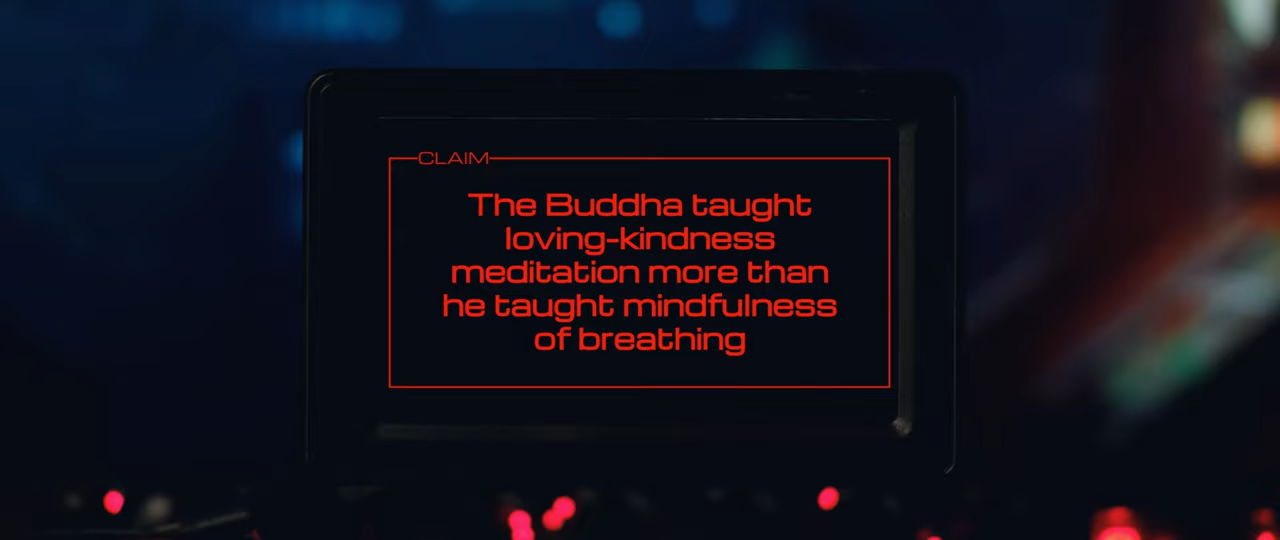 CLAIM
The Buddha taught
loving-kindness
meditation more than
he taught mindfulness
of breathing